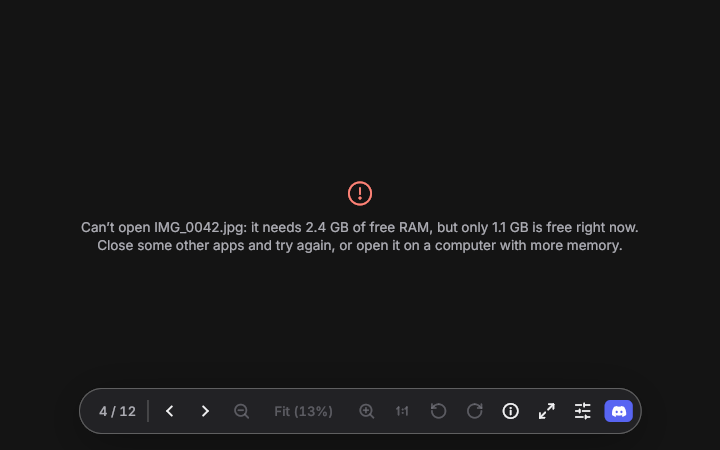 Can’t open IMG_0042.jpg: it needs 2.4 GB of free RAM, but only 1.1 GB is free right now.
Close some other apps and try again, or open it on a computer with more memory.
4 / 12 Fit (13%) 1:1